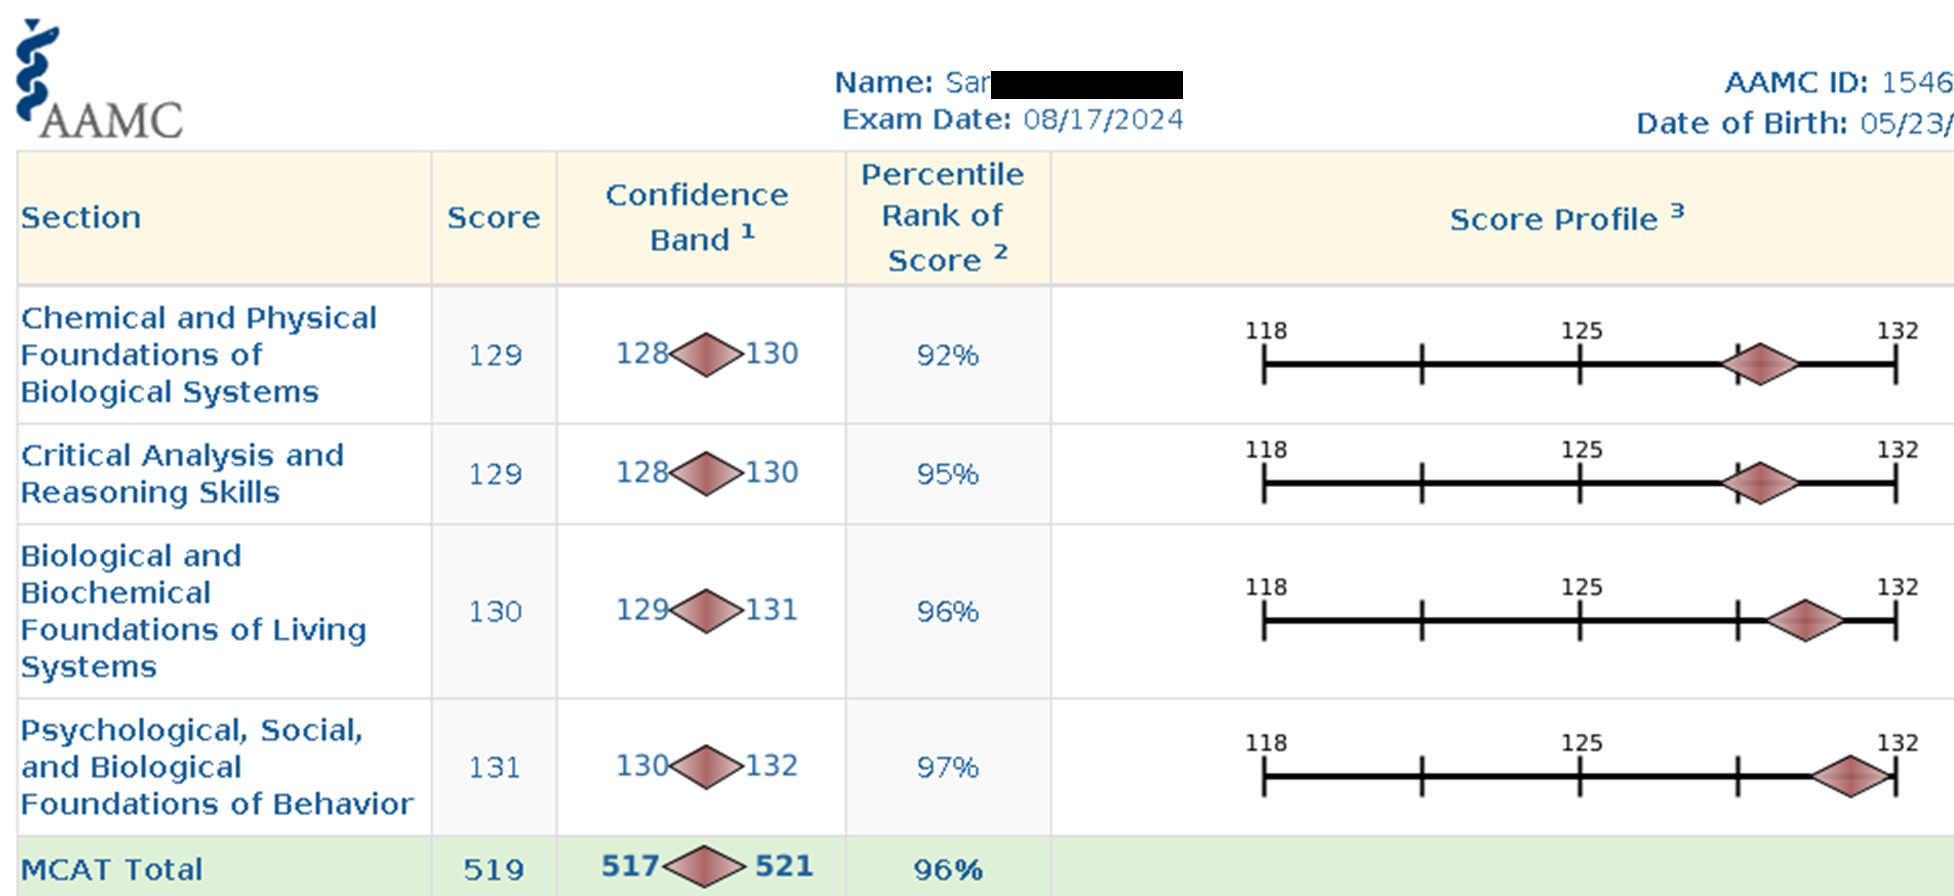 AAMC
Name: Sar
Exam Date: 08/17/2024
AAMC ID: 1546
Date of Birth: 05/23/
Section
Score
Confidence
Band 1
Percentile
Rank of
Score 2
Score Profile 3
Chemical and Physical
Foundations of
Biological Systems
129
128 130
92%
118 125 132
Critical Analysis and
Reasoning Skills
129
128 130
95%
118 125 132
Biological and
Biochemical
Foundations of Living
Systems
130
129 131
96%
118 125 132
Psychological, Social,
and Biological
Foundations of Behavior
131
130 132
97%
118 125 132
MCAT Total
519
517 521
96%